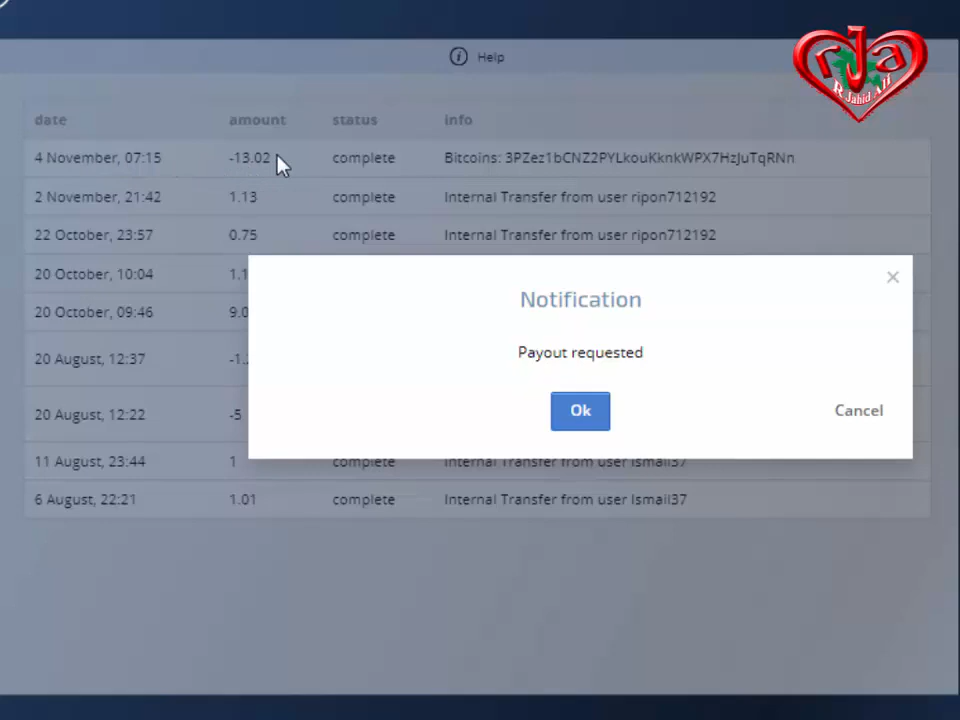 rJa
R Jahid Ali
Help
date amount status info
4 November, 07:15 -13.02 complete Bitcoins: 3PZez1bCNZ2PYLkouKknkWPX7HzJuTqRNn
2 November, 21:42 1.13 complete Internal Transfer from user ripon712192
22 October, 23:57 0.75 complete Internal Transfer from user ripon712192
20 October, 10:04
20 October, 09:46
20 August, 12:37
20 August, 12:22 -5
Notification
Payout requested
Ok Cancel
11 August, 23:44 1 complete Internal Transfer from user Ismail37
6 August, 22:21 1.01 complete Internal Transfer from user Ismail37